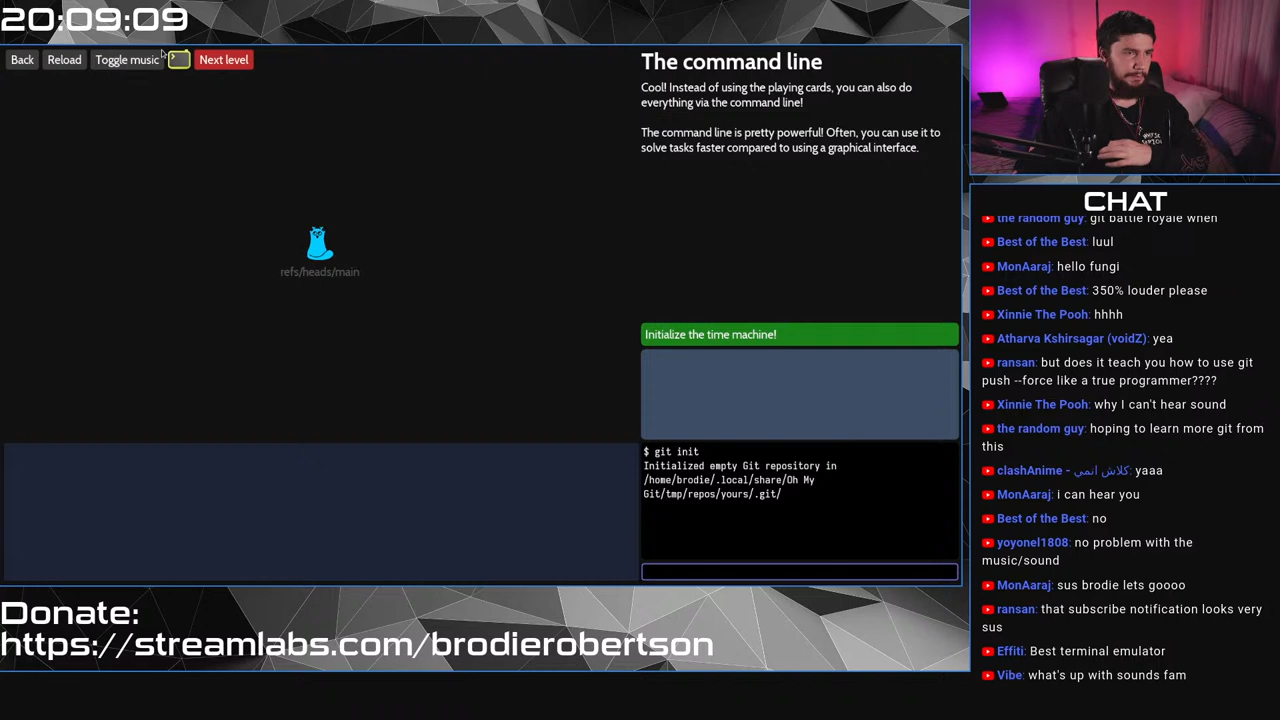 20:09:09
Back
Reload
Toggle music
Next level
The command line
Cool! Instead of using the playing cards, you can also do
everything via the command line!
The command line is pretty powerful! Often, you can use it to
solve tasks faster compared to using a graphical interface.
refs/heads/main
Initialize the time machine!
$ git init
Initialized empty Git repository in
/home/brodie/.local/share/Oh My
Git/tmp/repos/yours/.git/
Donate:
https://streamlabs.com/brodierobertson
CHAT
the random guy: git battle royale when
Best of the Best: luul
MonAaraj: hello fungi
Best of the Best: 350% louder please
Xinnie The Pooh: hhhh
Atharva Kshirsagar (voidZ): yea
ransan: but does it teach you how to use git
push --force like a true programmer????
Xinnie The Pooh: why I can't hear sound
the random guy: hoping to learn more git from
this
clashAnime - كلاش انمي: yaaa
MonAaraj: i can hear you
Best of the Best: no
yoyonel1808: no problem with the
music/sound
MonAaraj: sus brodie lets goooo
ransan: that subscribe notification looks very
sus
Effiti: Best terminal emulator
Vibe: what's up with sounds fam